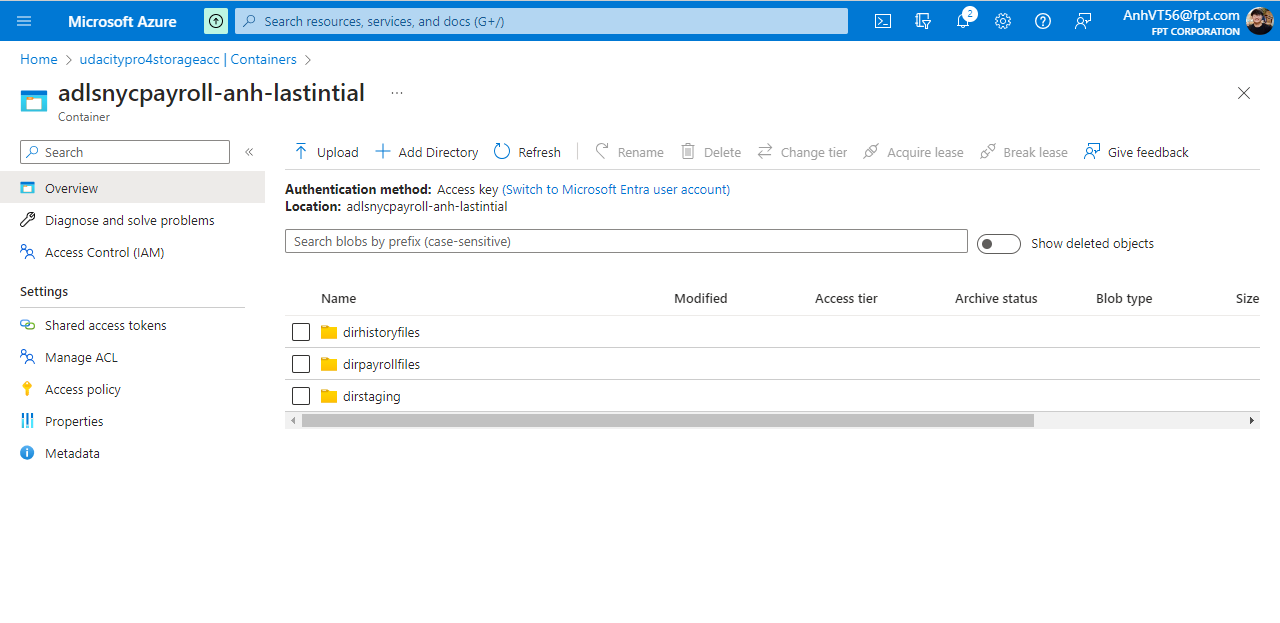 Microsoft Azure
Search resources, services, and docs (G+/)
2
AnhVT56@fpt.com
FPT CORPORATION
Home > udacitypro4storageacc | Containers >
adlsnycpayroll-anh-lastintial ...
Container
Search
«
Upload
Add Directory
Refresh
Rename
Delete
Change tier
Acquire lease
Break lease
Give feedback
Overview
Diagnose and solve problems
Access Control (IAM)
Settings
Shared access tokens
Manage ACL
Access policy
Properties
Metadata
Authentication method: Access key (Switch to Microsoft Entra user account)
Location: adlsnycpayroll-anh-lastintial
Search blobs by prefix (case-sensitive)
Show deleted objects
Name Modified Access tier Archive status Blob type Size
dirhistoryfiles
dirpayrollfiles
dirstaging